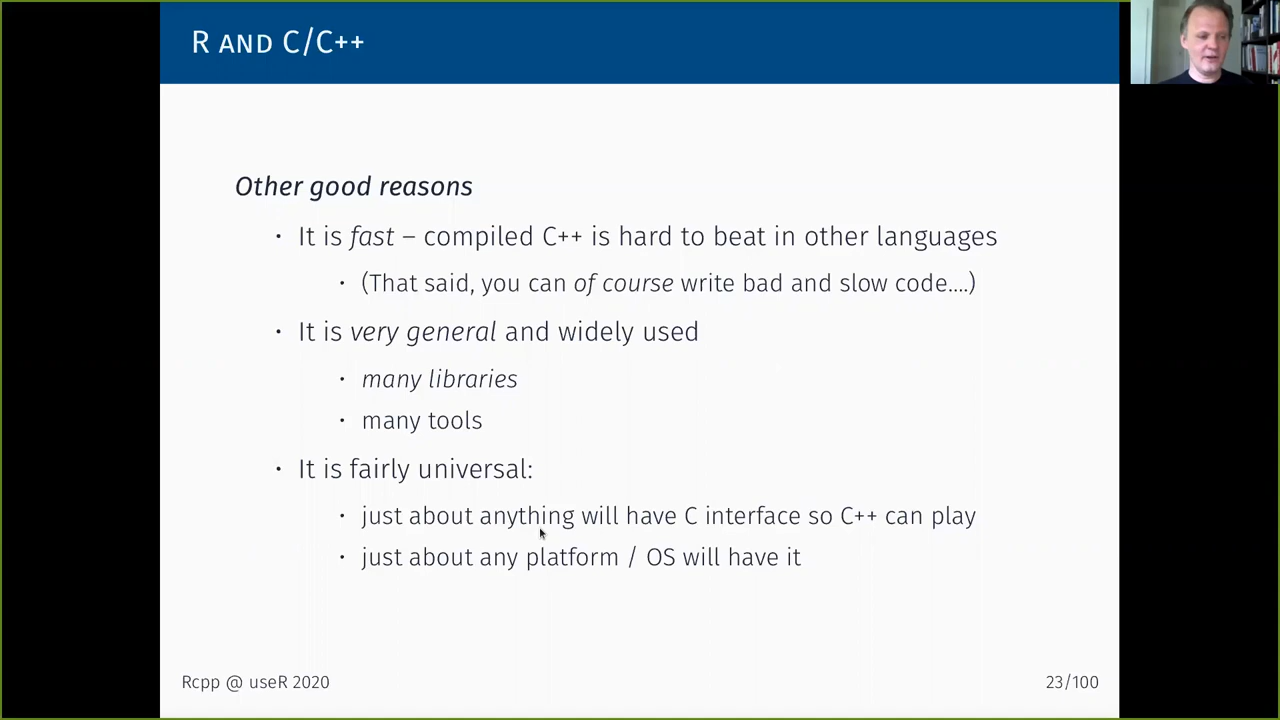 R AND C/C++
Other good reasons
· It is fast – compiled C++ is hard to beat in other languages
· (That said, you can of course write bad and slow code....)
· It is very general and widely used
· many libraries
· many tools
· It is fairly universal:
· just about anything will have C interface so C++ can play
· just about any platform / OS will have it
Rcpp @ useR 2020
23/100